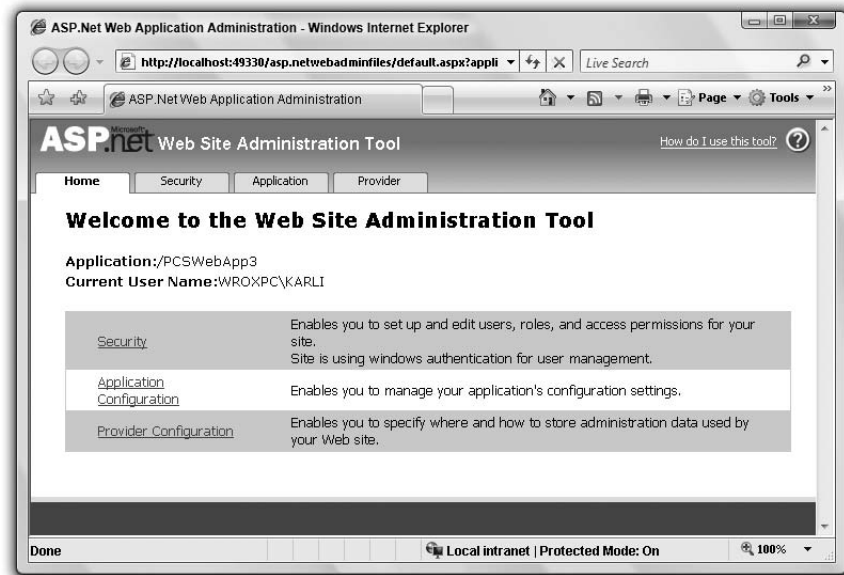 ASP.Net Web Application Administration - Windows Internet Explorer
http://localhost:49330/asp.netwebadminfiles/default.aspx?appli
Live Search
ASP.Net Web Application Administration
Page
Tools
»
ASP.net Microsoft Web Site Administration Tool
How do I use this tool? ?
Home Security Application Provider
Welcome to the Web Site Administration Tool
Application:/PCSWebApp3
Current User Name:WROXPC\KARLI
Security
Enables you to set up and edit users, roles, and access permissions for your
site.
Site is using windows authentication for user management.
Application
Configuration
Enables you to manage your application's configuration settings.
Provider Configuration
Enables you to specify where and how to store administration data used by
your Web site.
Done
Local intranet | Protected Mode: On
100%